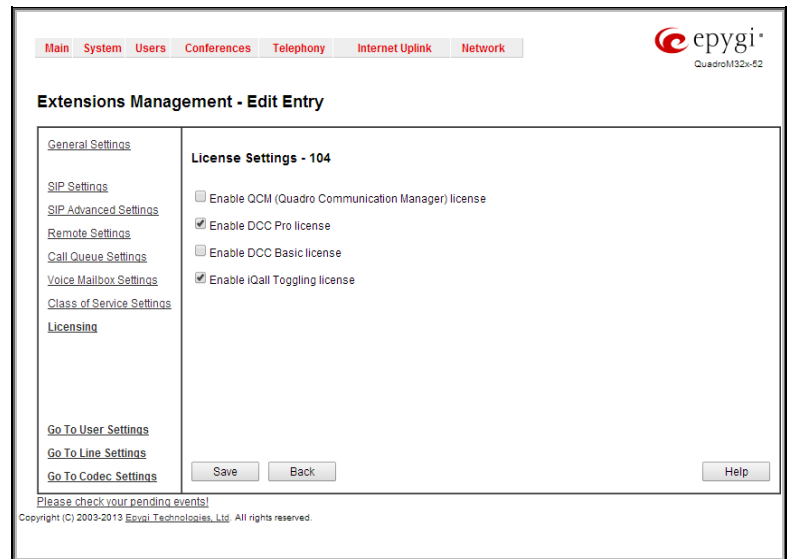 Main System Users Conferences Telephony Internet Uplink Network
epygi
QuadroM32x-52
Extensions Management - Edit Entry
General Settings
SIP Settings
SIP Advanced Settings
Remote Settings
Call Queue Settings
Voice Mailbox Settings
Class of Service Settings
Licensing
Go To User Settings
Go To Line Settings
Go To Codec Settings
License Settings - 104
Enable QCM (Quadro Communication Manager) license
Enable DCC Pro license
Enable DCC Basic license
Enable iQall Toggling license
Save Back Help
Please check your pending events!
Copyright (C) 2003-2013 Epygi Technologies, Ltd. All rights reserved.